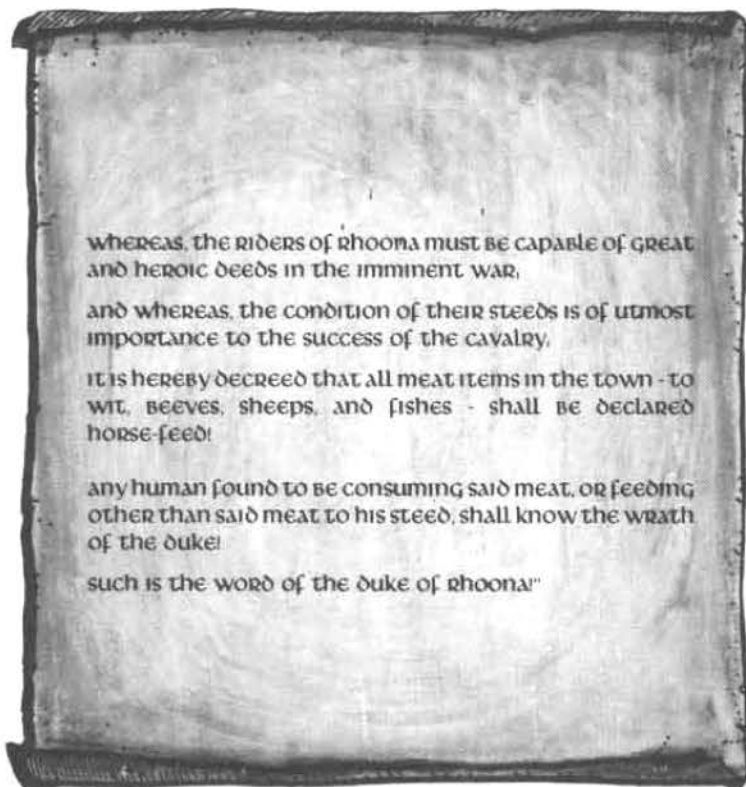 whereas, the riders of rhoona must be capable of great
and heroic deeds in the imminent war,
and whereas, the condition of their steeds is of utmost
importance to the success of the cavalry,
it is hereby decreed that all meat items in the town - to
wit, beeves, sheeps, and fishes - shall be declared
horse-feed!
any human found to be consuming said meat, or feeding
other than said meat to his steed, shall know the wrath
of the duke!
such is the word of the duke of rhoona!"